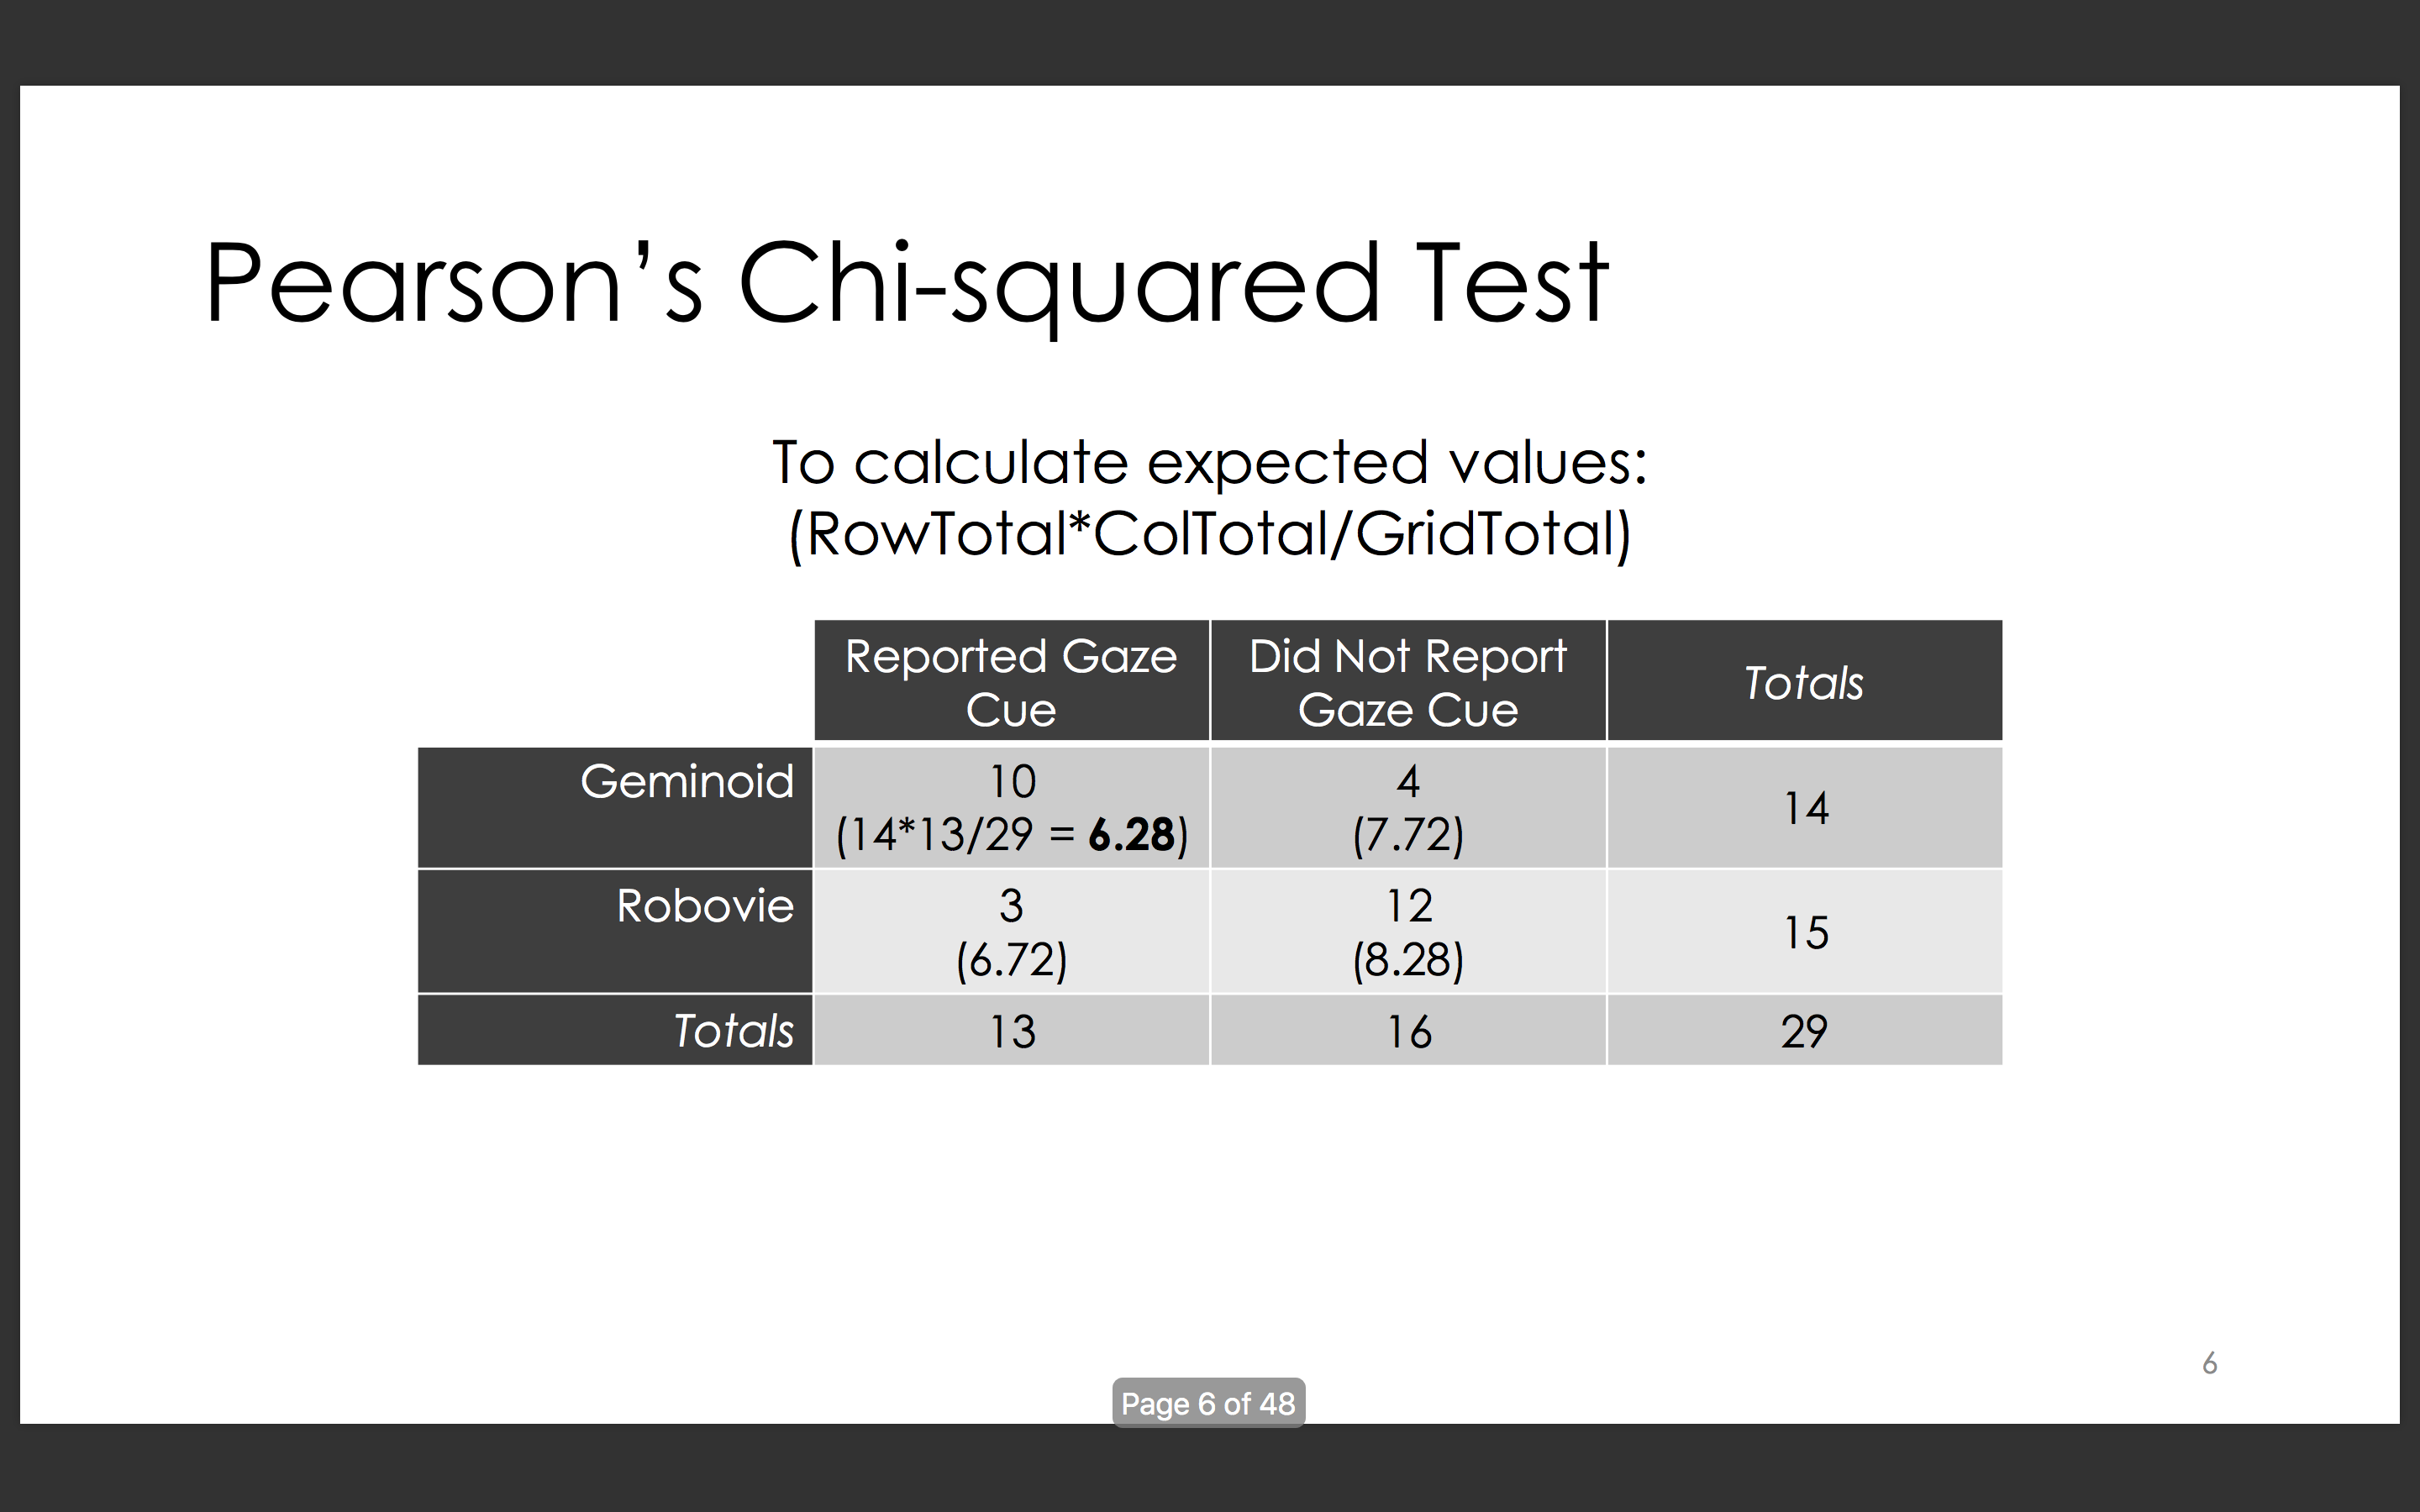 Pearson’s Chi-squared Test
To calculate expected values:
(RowTotal*ColTotal/GridTotal)
Reported Gaze
Cue
Did Not Report
Gaze Cue
Totals
Geminoid
10
(14*13/29 = 6.28)
4
(7.72)
14
Robovie
3
(6.72)
12
(8.28)
15
Totals
13
16
29
6
Page 6 of 48